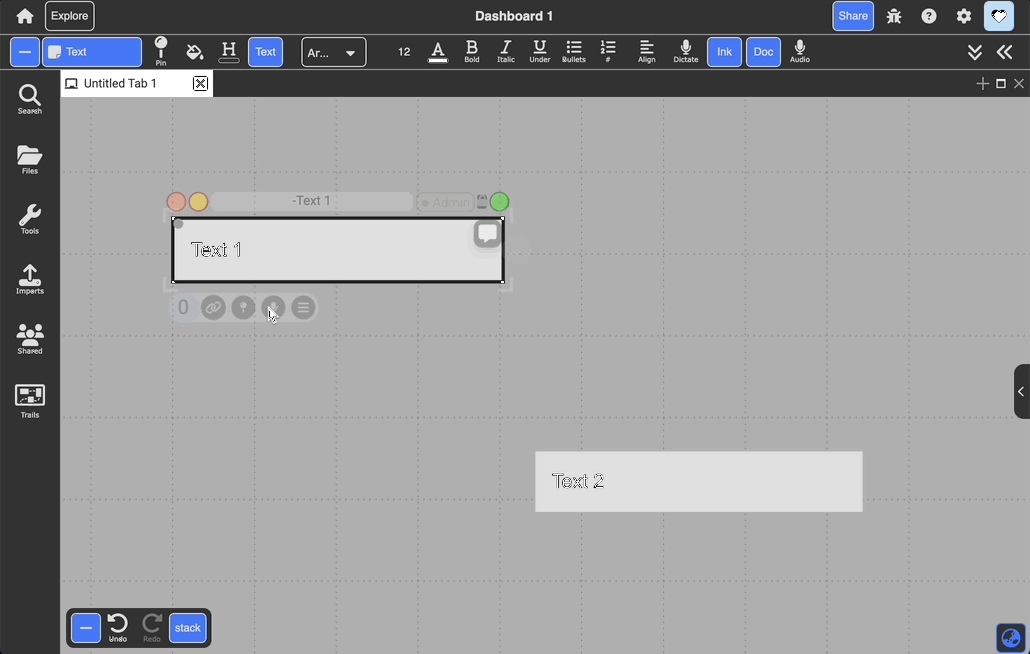 Explore
Dashboard 1
Share
Text
Pin
H
Text
Ar...
12
A
B
Bold
I
Italic
U
Under
Bullets
#
Align
Dictate
Ink
Doc
Audio
Untitled Tab 1
Search
Files
Tools
Imports
Shared
Trails
-Text 1
Admin
Text 1
0
Text 2
Undo
Redo
stack